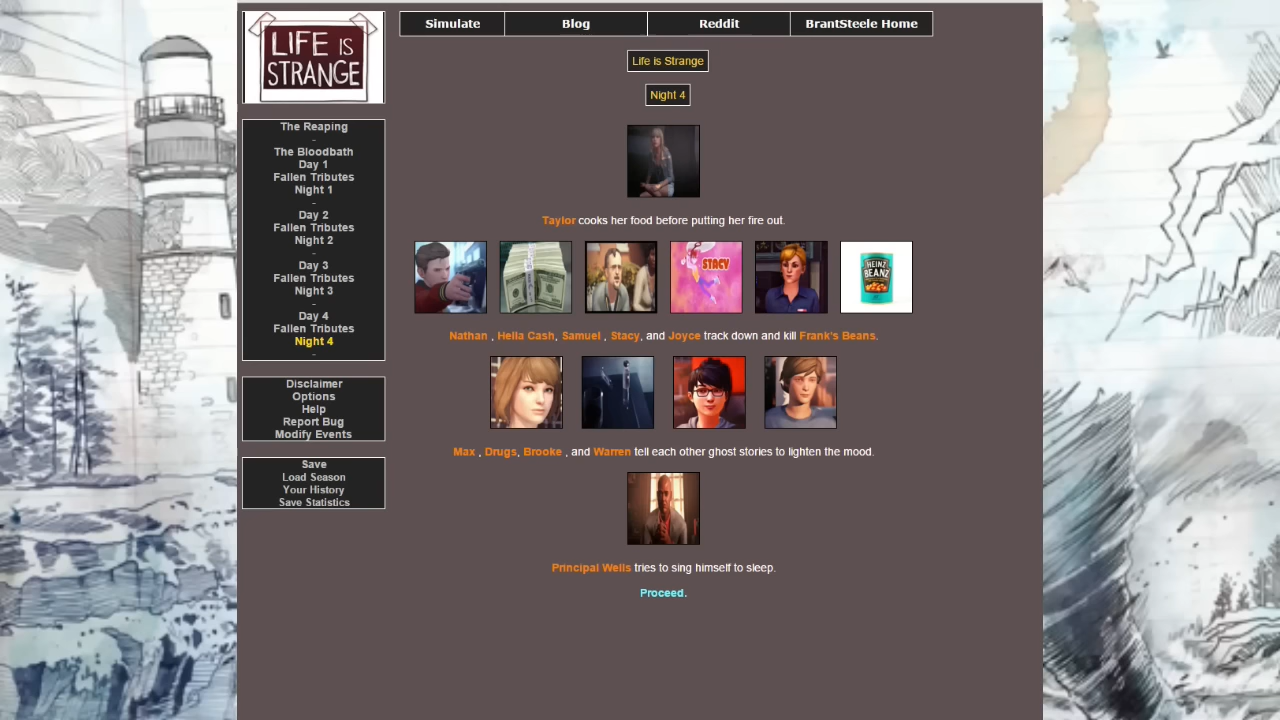 LIFE IS
STRANGE
Simulate
Blog
Reddit
BrantSteele Home
The Reaping
-
The Bloodbath
Day 1
Fallen Tributes
Night 1
-
Day 2
Fallen Tributes
Night 2
-
Day 3
Fallen Tributes
Night 3
-
Day 4
Fallen Tributes
Night 4
-
Disclaimer
Options
Help
Report Bug
Modify Events
Save
Load Season
Your History
Save Statistics
Life is Strange
Night 4
Taylor cooks her food before putting her fire out.
STACY
HEINZ
BEANZ
Nathan , Hella Cash, Samuel , Stacy, and Joyce track down and kill Frank's Beans.
Max , Drugs, Brooke , and Warren tell each other ghost stories to lighten the mood.
Principal Wells tries to sing himself to sleep.
Proceed.